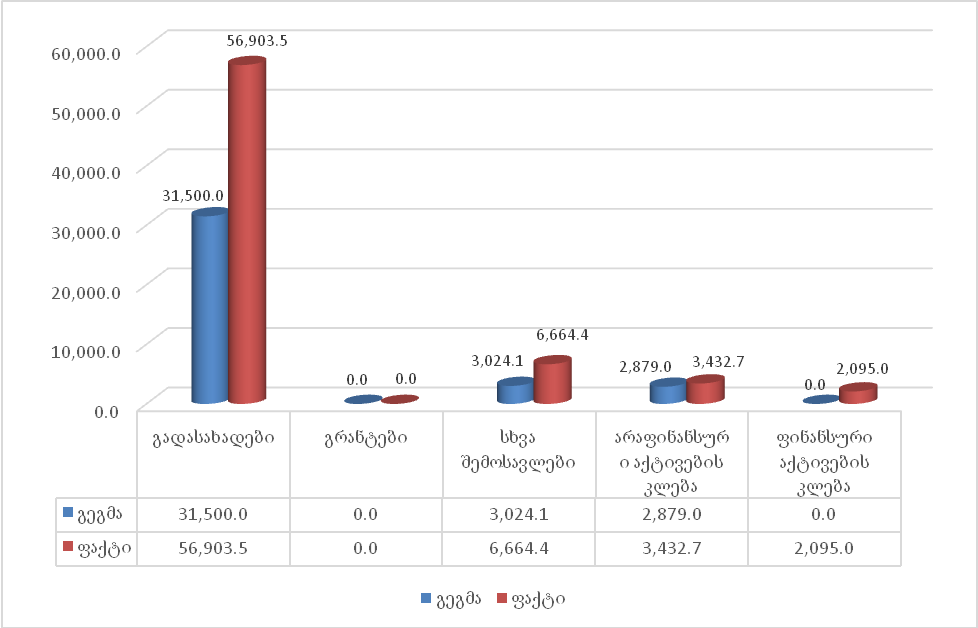 60,000.0
50,000.0
40,000.0
30,000.0
20,000.0
10,000.0
0.0
31,500.0
56,903.5
0.0
0.0
3,024.1
6,664.4
2,879.0
3,432.7
0.0
2,095.0
გადასახადები
გრანტები
სხვა
შემოსავლები
არაფინანსურ
ი აქტივების
კლება
ფინანსური
აქტივების
კლება
გეგმა 31,500.0 0.0 3,024.1 2,879.0 0.0
ფაქტი 56,903.5 0.0 6,664.4 3,432.7 2,095.0
გეგმა ფაქტი